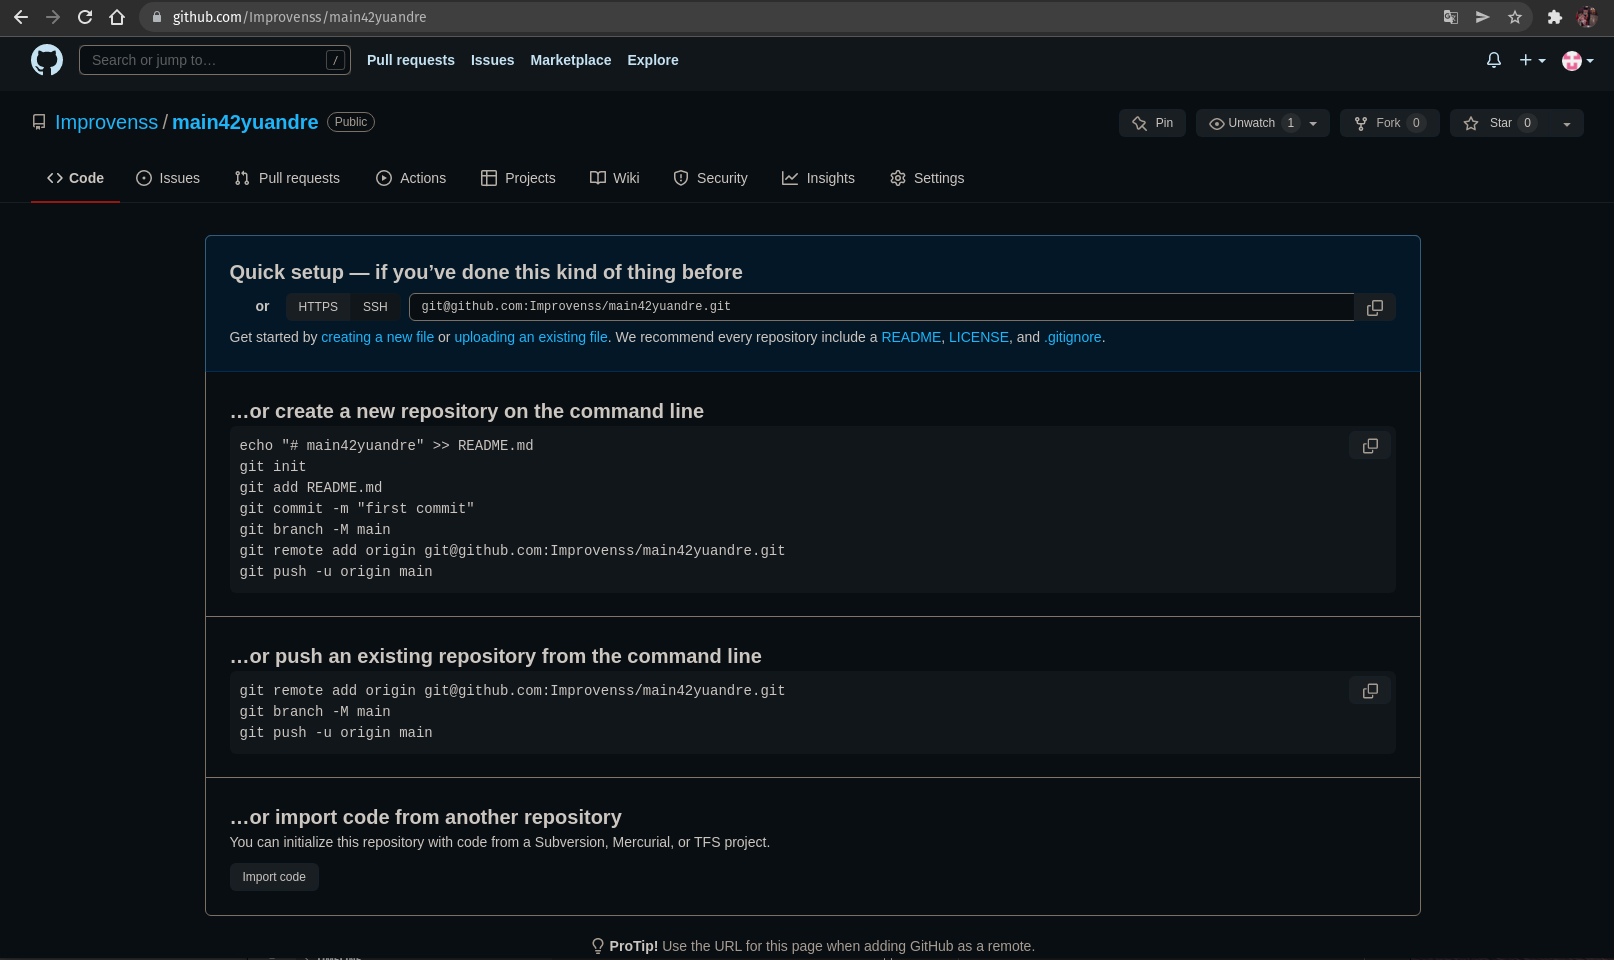 github.com/Improvenss/main42yuandre
Search or jump to… /
Pull requests Issues Marketplace Explore
Improvenss / main42yuandre Public
Pin Unwatch 1 Fork 0 Star 0
Code Issues Pull requests Actions Projects Wiki Security Insights Settings
Quick setup — if you’ve done this kind of thing before
or HTTPS SSH git@github.com:Improvenss/main42yuandre.git
Get started by creating a new file or uploading an existing file. We recommend every repository include a README, LICENSE, and .gitignore.
…or create a new repository on the command line
echo "# main42yuandre" >> README.md
git init
git add README.md
git commit -m "first commit"
git branch -M main
git remote add origin git@github.com:Improvenss/main42yuandre.git
git push -u origin main
…or push an existing repository from the command line
git remote add origin git@github.com:Improvenss/main42yuandre.git
git branch -M main
git push -u origin main
…or import code from another repository
You can initialize this repository with code from a Subversion, Mercurial, or TFS project.
Import code
ProTip! Use the URL for this page when adding GitHub as a remote.